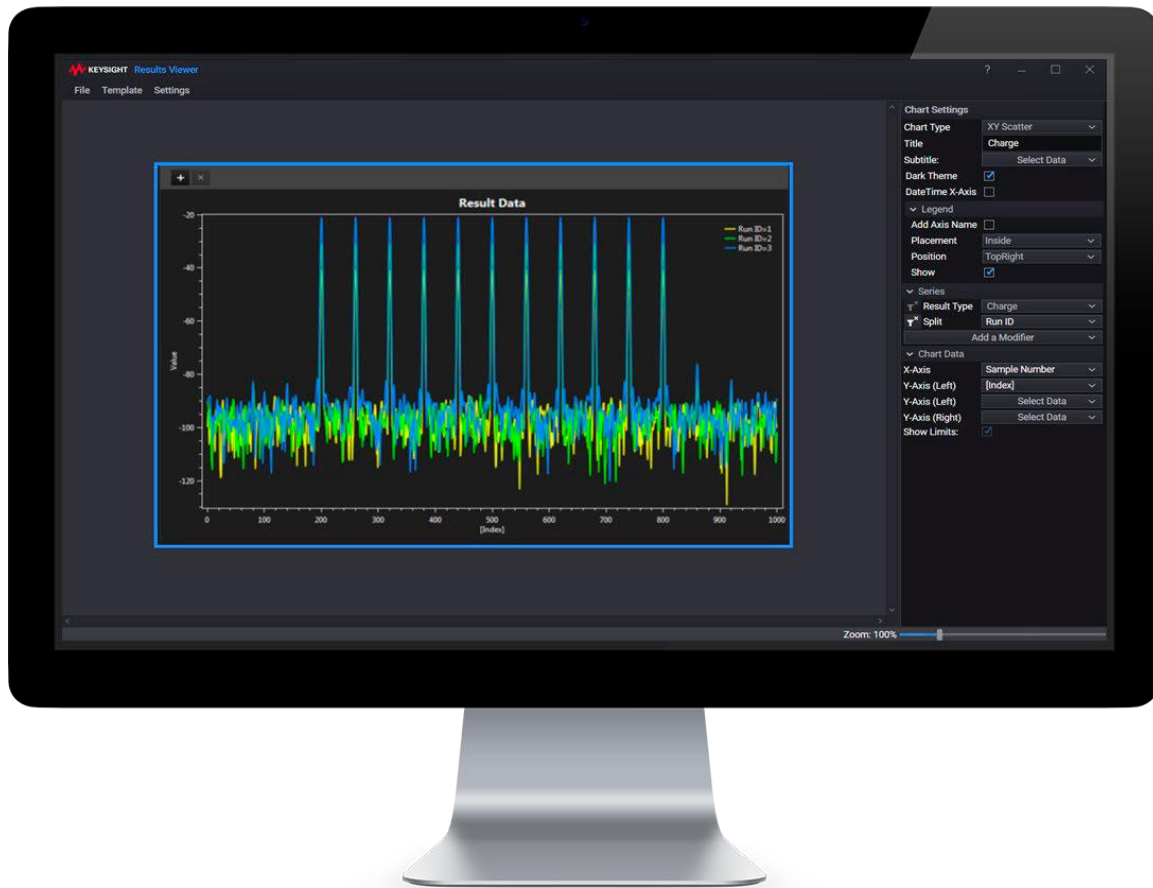 KEYSIGHT Results Viewer
?
File Template Settings
Result Data
Run ID=1
Run ID=2
Run ID=3
Value
-20
-40
-60
-80
-100
-120
0 100 200 300 400 500 600 700 800 900 1000
[Index]
Chart Settings
Chart Type XY Scatter
Title Charge
Subtitle: Select Data
Dark Theme
DateTime X-Axis
Legend
Add Axis Name
Placement Inside
Position TopRight
Show
Series
Result Type Charge
Split Run ID
Add a Modifier
Chart Data
X-Axis Sample Number
Y-Axis (Left) [Index]
Y-Axis (Left) Select Data
Y-Axis (Right) Select Data
Show Limits:
Zoom: 100%